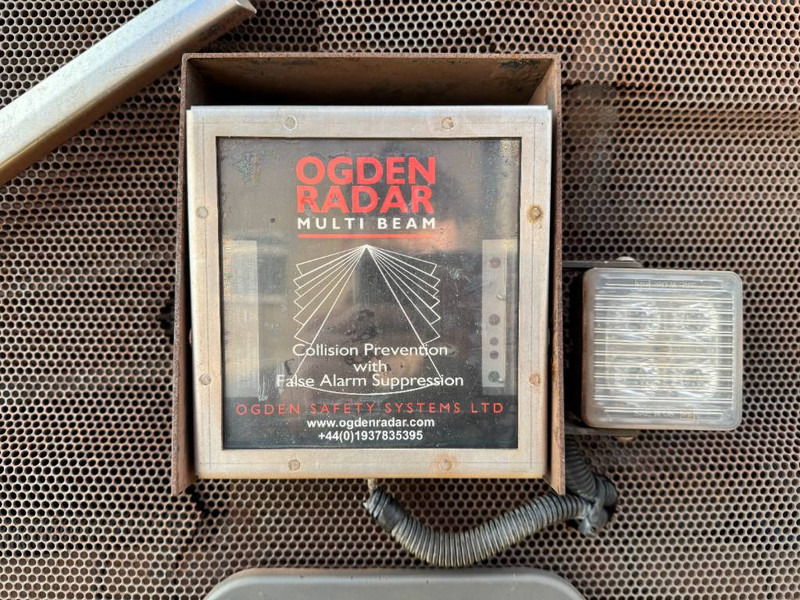 OGDEN
RADAR
MULTI BEAM
Collision Prevention
with
False Alarm Suppression
OGDEN SAFETY SYSTEMS LTD
www.ogdenradar.com
+44(0)1937835395